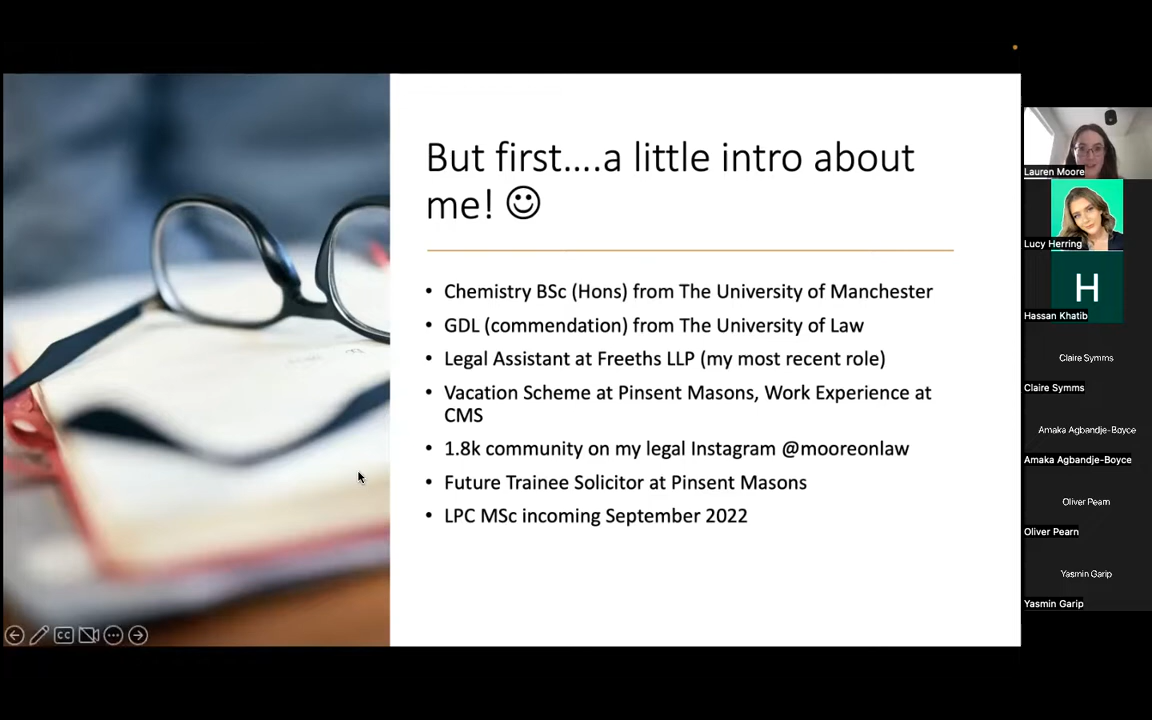 But first....a little intro about
me! ☺
• Chemistry BSc (Hons) from The University of Manchester
• GDL (commendation) from The University of Law
• Legal Assistant at Freeths LLP (my most recent role)
• Vacation Scheme at Pinsent Masons, Work Experience at
CMS
• 1.8k community on my legal Instagram @mooreonlaw
• Future Trainee Solicitor at Pinsent Masons
• LPC MSc incoming September 2022
CC
Lauren Moore
Lucy Herring
H
Hassan Khatib
Claire Symms
Claire Symms
Amaka Agbandje-Boyce
Amaka Agbandje-Boyce
Oliver Pearn
Oliver Pearn
Yasmin Garip
Yasmin Garip